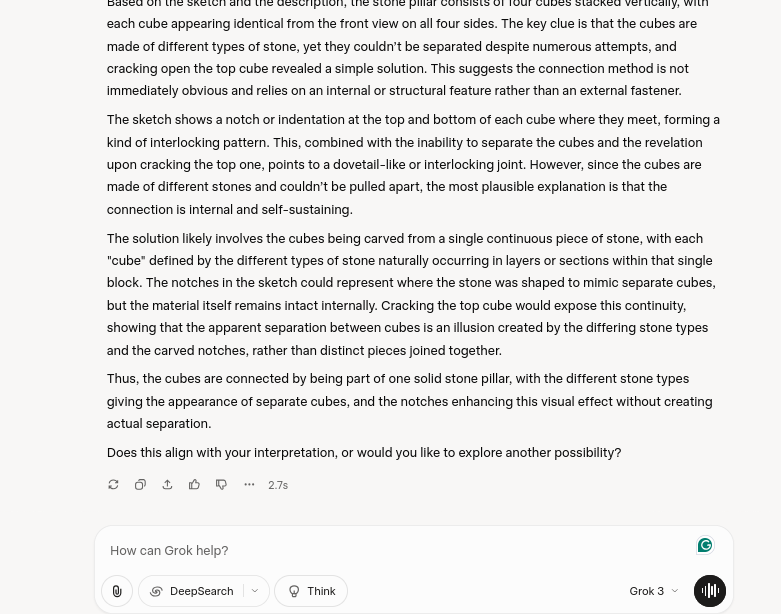 Based on the sketch and the description, the stone pillar consists of four cubes stacked vertically, with
each cube appearing identical from the front view on all four sides. The key clue is that the cubes are
made of different types of stone, yet they couldn't be separated despite numerous attempts, and
cracking open the top cube revealed a simple solution. This suggests the connection method is not
immediately obvious and relies on an internal or structural feature rather than an external fastener.
The sketch shows a notch or indentation at the top and bottom of each cube where they meet, forming a
kind of interlocking pattern. This, combined with the inability to separate the cubes and the revelation
upon cracking the top one, points to a dovetail-like or interlocking joint. However, since the cubes are
made of different stones and couldn't be pulled apart, the most plausible explanation is that the
connection is internal and self-sustaining.
The solution likely involves the cubes being carved from a single continuous piece of stone, with each
"cube" defined by the different types of stone naturally occurring in layers or sections within that single
block. The notches in the sketch could represent where the stone was shaped to mimic separate cubes,
but the material itself remains intact internally. Cracking the top cube would expose this continuity,
showing that the apparent separation between cubes is an illusion created by the differing stone types
and the carved notches, rather than distinct pieces joined together.
Thus, the cubes are connected by being part of one solid stone pillar, with the different stone types
giving the appearance of separate cubes, and the notches enhancing this visual effect without creating
actual separation.
Does this align with your interpretation, or would you like to explore another possibility?
2.7s
How can Grok help?
DeepSearch Think Grok 3